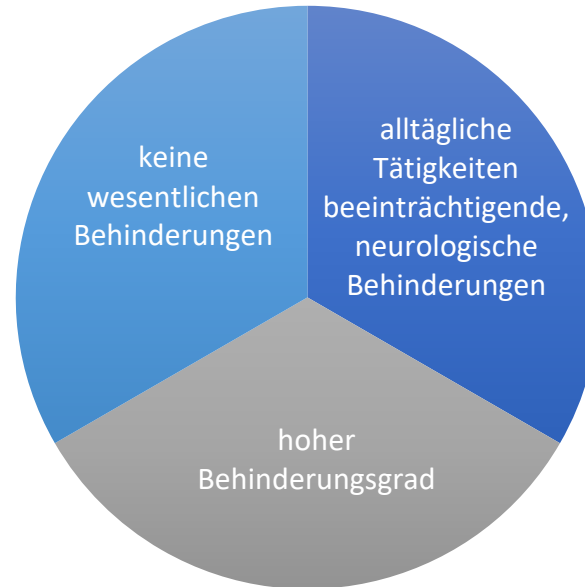 keine
wesentlichen
Behinderungen
alltägliche
Tätigkeiten
beeinträchtigende,
neurologische
Behinderungen
hoher
Behinderungsgrad